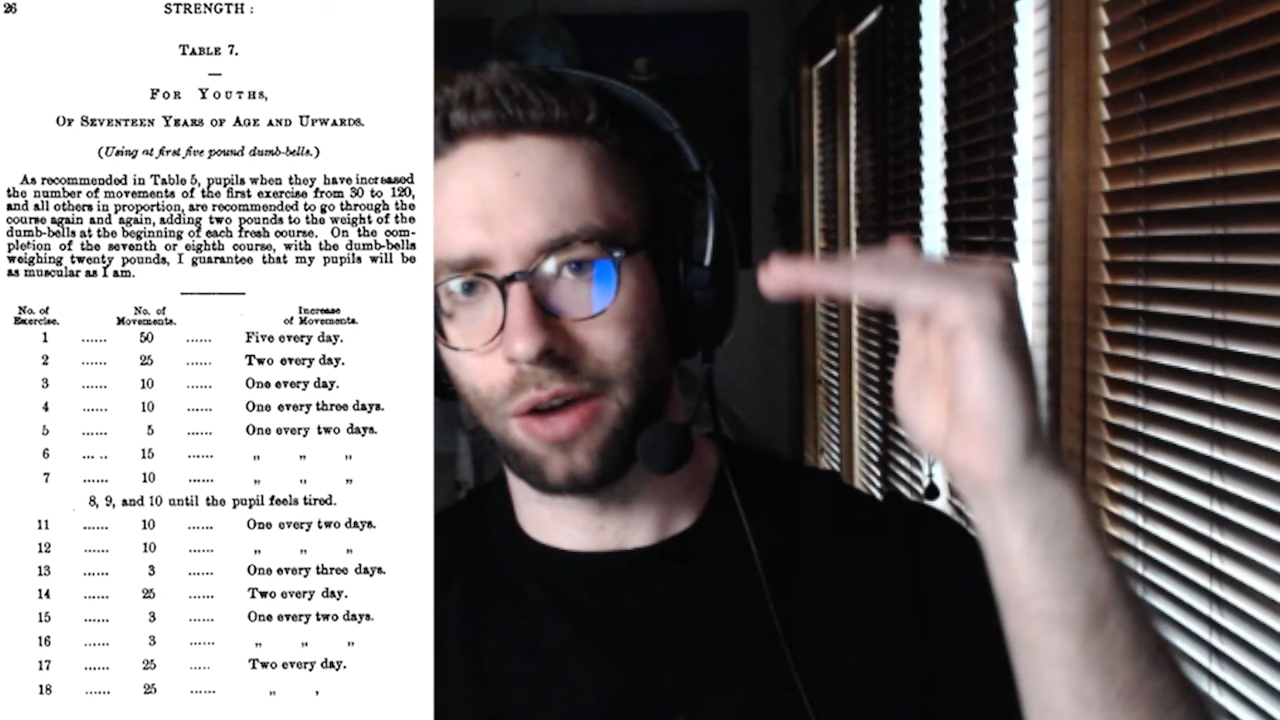 26 STRENGTH :
TABLE 7.
FOR YOUTHS,
OF SEVENTEEN YEARS OF AGE AND UPWARDS.
(Using at first five pound dumb-bells.)
As recommended in Table 5, pupils when they have increased
the number of movements of the first exercise from 30 to 120,
and all others in proportion, are recommended to go through the
course again and again, adding two pounds to the weight of the
dumb-bells at the beginning of each fresh course. On the com-
pletion of the seventh or eighth course, with the dumb-bells
weighing twenty pounds, I guarantee that my pupils will be
as muscular as I am.
No. of Exercise. No. of Movements. Increase of Movements.
1 ...... 50 ...... Five every day.
2 ...... 25 ...... Two every day.
3 ...... 10 ...... One every day.
4 ...... 10 ...... One every three days.
5 ...... 5 ...... One every two days.
6 ... .. 15 ...... „ „ „
7 ...... 10 ...... „ „ „
8, 9, and 10 until the pupil feels tired.
11 ...... 10 ...... One every two days.
12 ...... 10 ...... „ „ „
13 ...... 3 ...... One every three days.
14 ...... 25 ...... Two every day.
15 ...... 3 ...... One every two days.
16 ...... 3 ...... „ „ „
17 ...... 25 ..... Two every day.
18 ...... 25 ...... „ ,